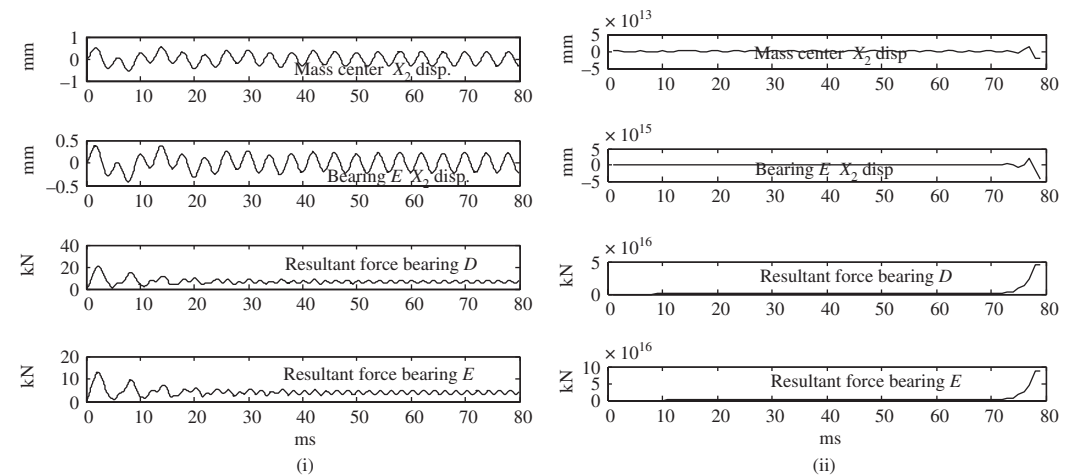 1
0
−1
mm
Mass center X2 disp.
0 10 20 30 40 50 60 70 80
0.5
0
−0.5
mm
Bearing E X2 disp.
0 10 20 30 40 50 60 70 80
40
20
0
kN
Resultant force bearing D
0 10 20 30 40 50 60 70 80
20
10
0
kN
Resultant force bearing E
0 10 20 30 40 50 60 70 80
ms
(i)
× 10^13
5
0
−5
mm
Mass center X2 disp
0 10 20 30 40 50 60 70 80
× 10^15
5
0
−5
mm
Bearing E X2 disp
0 10 20 30 40 50 60 70 80
× 10^16
5
0
kN
Resultant force bearing D
0 10 20 30 40 50 60 70 80
× 10^16
10
5
0
kN
Resultant force bearing E
0 10 20 30 40 50 60 70 80
ms
(ii)